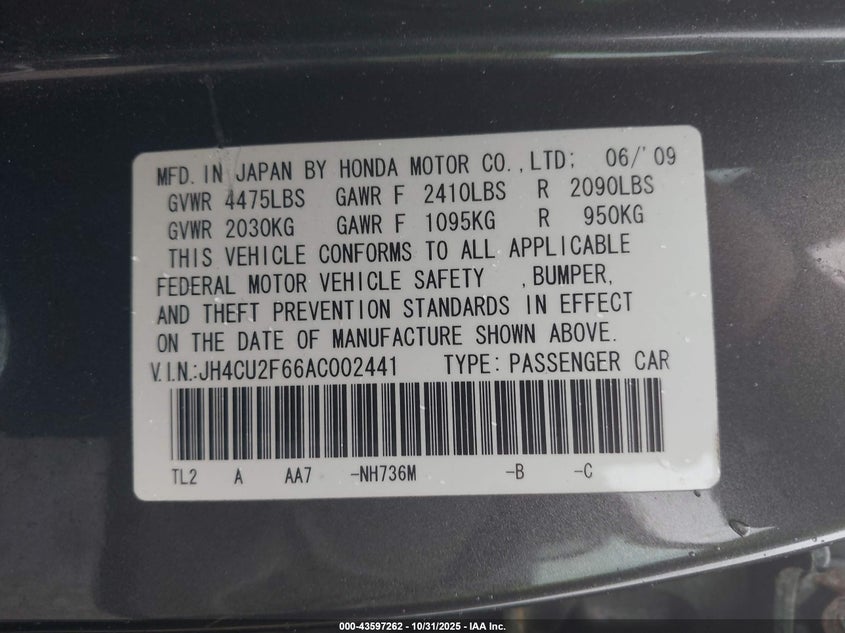 MFD. IN JAPAN BY HONDA MOTOR CO., LTD; 06/'09
GVWR 4475LBS GAWR F 2410LBS R 2090LBS
GVWR 2030KG GAWR F 1095KG R 950KG
THIS VEHICLE CONFORMS TO ALL APPLICABLE
FEDERAL MOTOR VEHICLE SAFETY , BUMPER,
AND THEFT PREVENTION STANDARDS IN EFFECT
ON THE DATE OF MANUFACTURE SHOWN ABOVE.
V.I.N.:JH4CU2F66AC002441 TYPE: PASSENGER CAR
TL2 A AA7 -NH736M -B -C
000-43597262 - 10/31/2025 - IAA Inc.